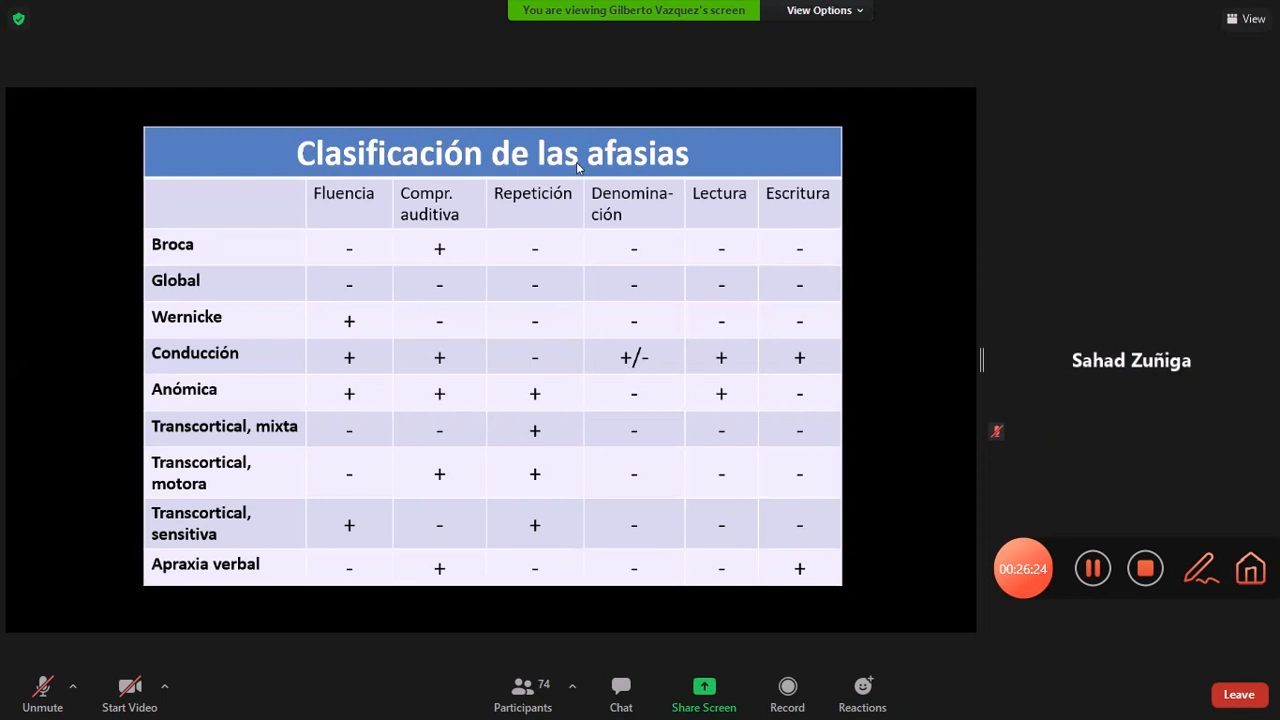 You are viewing Gilberto Vazquez's screen
View Options
View
Clasificación de las afasias
Fluencia Compr. auditiva Repetición Denomina-ción Lectura Escritura
Broca - + - - - -
Global - - - - - -
Wernicke + - - - - -
Conducción + + - +/- + +
Anómica + + + - + -
Transcortical, mixta - - + - - -
Transcortical, motora - + + - - -
Transcortical, sensitiva + - + - - -
Apraxia verbal - + - - - +
Sahad Zuñiga
00:26:24
Unmute
Start Video
74
Participants
Chat
Share Screen
Record
Reactions
Leave